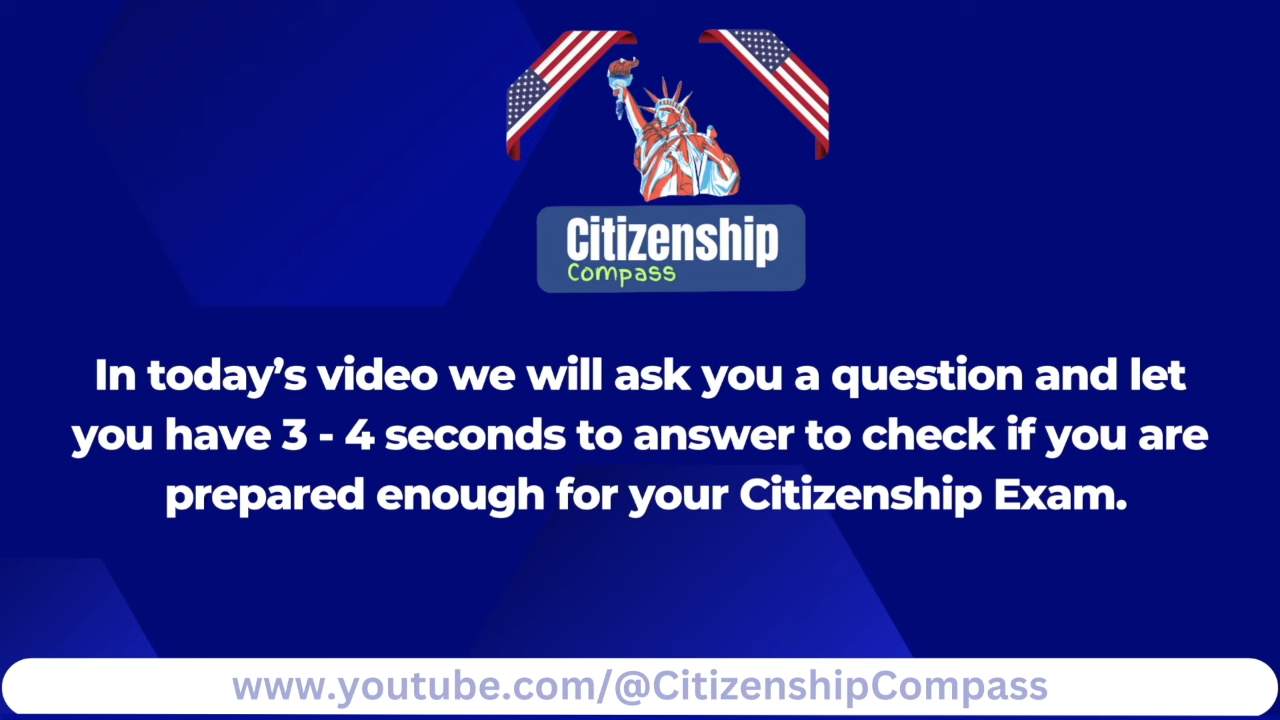 Citizenship
Compass
In today’s video we will ask you a question and let
you have 3 - 4 seconds to answer to check if you are
prepared enough for your Citizenship Exam.
www.youtube.com/@CitizenshipCompass